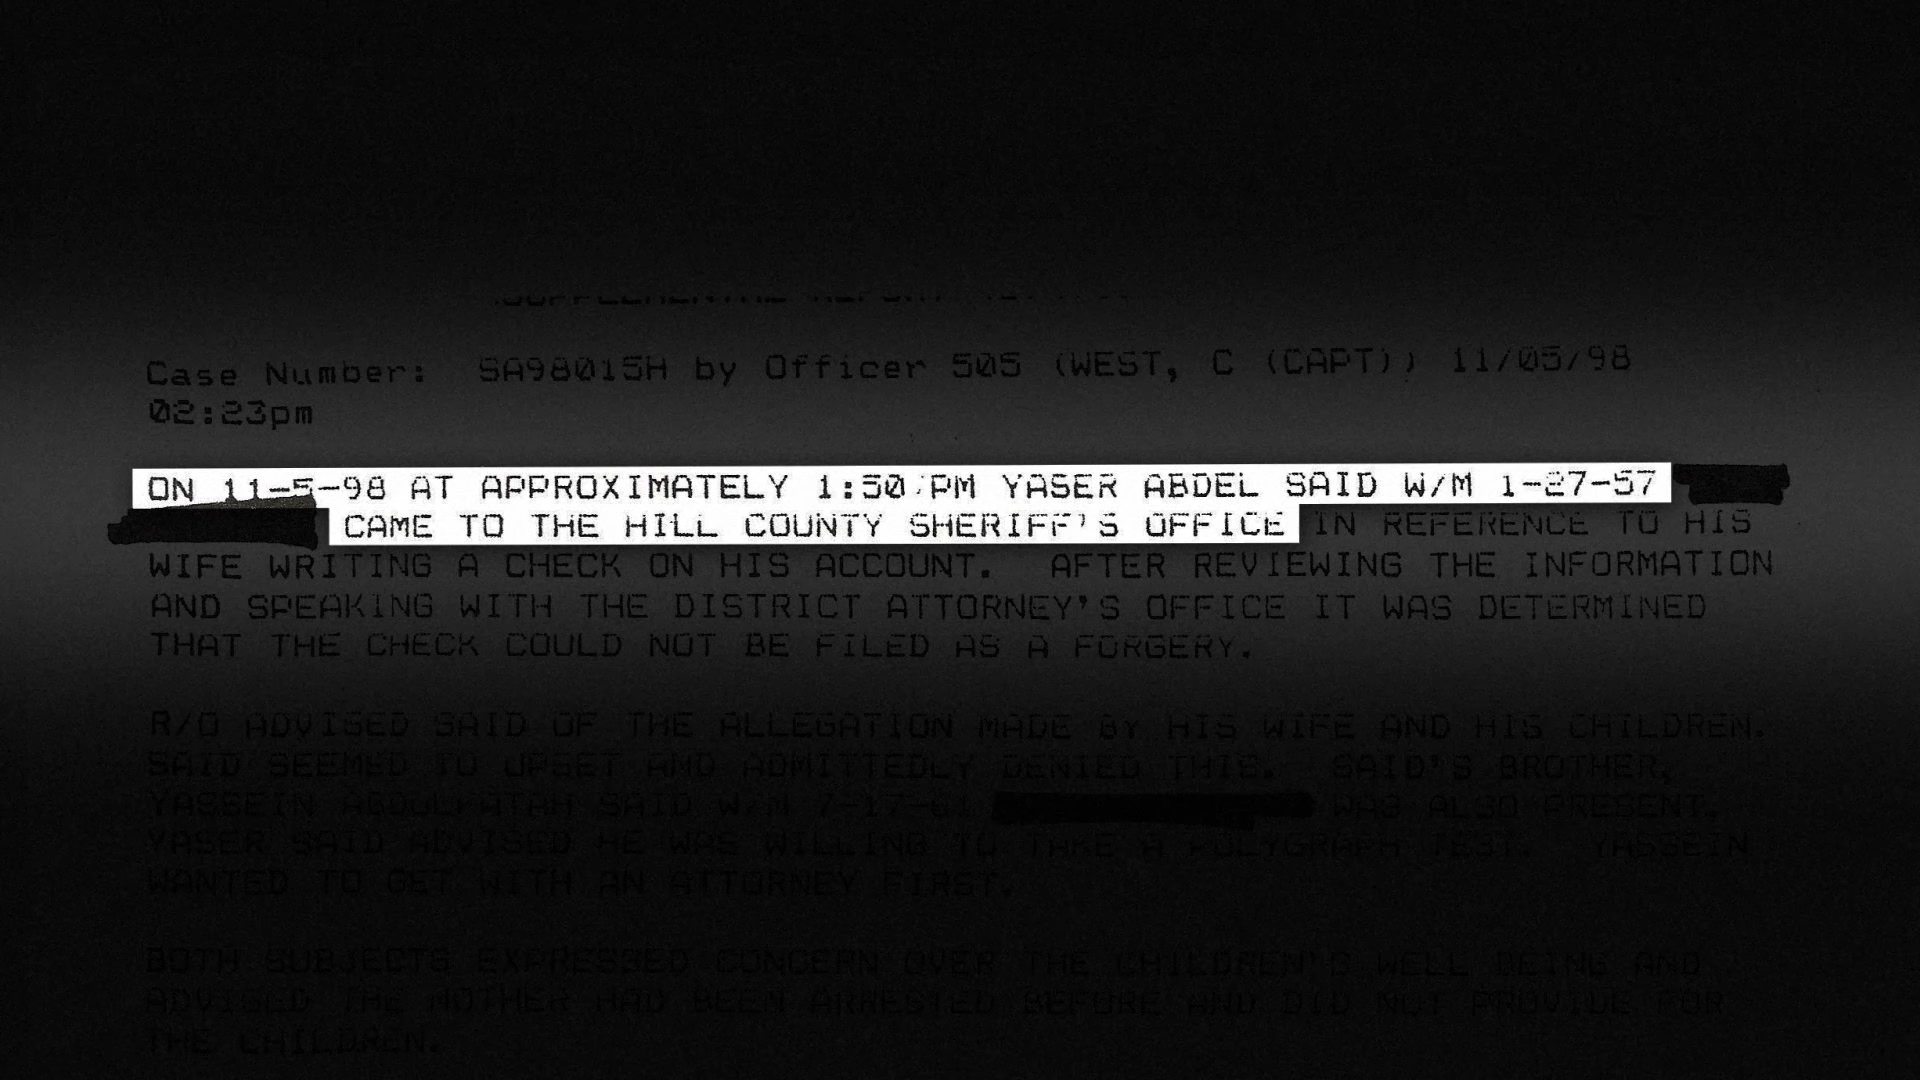 Case Number: SA98015H by Officer 505 (WEST, C (CAPT)) 11/05/98
02:23pm
ON 11-5-98 AT APPROXIMATELY 1:50 PM YASER ABDEL SAID W/M 1-27-57
CAME TO THE HILL COUNTY SHERIFF'S OFFICE IN REFERENCE TO HIS
WIFE WRITING A CHECK ON HIS ACCOUNT. AFTER REVIEWING THE INFORMATION
AND SPEAKING WITH THE DISTRICT ATTORNEY'S OFFICE IT WAS DETERMINED
THAT THE CHECK COULD NOT BE FILED AS A FORGERY.
R/O ADVISED SAID OF THE ALLEGATION MADE BY HIS WIFE AND HIS CHILDREN.
SAID SEEMED TO UPSET AND ADMITTEDLY DENIED THIS. SAID'S BROTHER,
YASSEIN ABDULFATAH SAID W/M 7-17-61 WAS ALSO PRESENT.
YASER SAID ADVISED HE WAS WILLING TO TAKE A POLYGRAPH TEST. YASSEIN
WANTED TO GET WITH AN ATTORNEY FIRST.
BOTH SUBJECTS EXPRESSED CONCERN OVER THE CHILDREN'S WELL BEING AND
ADVISED THE MOTHER HAD BEEN ARRESTED BEFORE AND DID NOT PROVIDE FOR
THE CHILDREN.